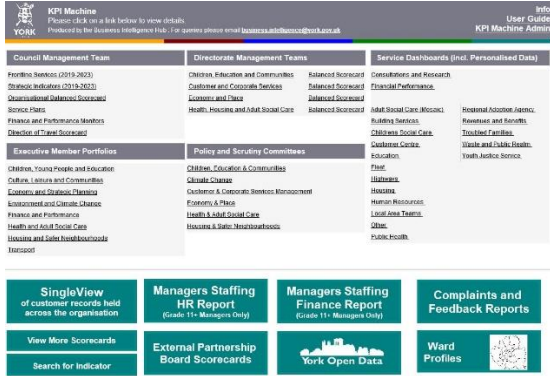 KPI Machine
Please click on a link below to view details.
Produced by the Business Intelligence Hub : For queries please email business.intelligence@york.gov.uk
Info
User Guide
KPI Machine Admin
YORK
Council Management Team
Frontline Services (2019-2023)
Strategic Indicators (2019-2023)
Organisational Balanced Scorecard
Service Plans
Finance and Performance Monitors
Direction of Travel Scorecard
Directorate Management Teams
Children, Education and Communities Balanced Scorecard
Customer and Corporate Services Balanced Scorecard
Economy and Place Balanced Scorecard
Health, Housing and Adult Social Care Balanced Scorecard
Service Dashboards (incl. Personalised Data)
Consultations and Research
Financial Performance
Adult Social Care (Mosaic) Regional Adoption Agency
Building Services Revenues and Benefits
Childrens Social Care Troubled Families
Customer Centre Waste and Public Realm
Education Youth Justice Service
Fleet
Highways
Housing
Human Resources
Local Area Teams
Other
Public Health
Executive Member Portfolios
Children, Young People and Education
Culture, Leisure and Communities
Economy and Strategic Planning
Environment and Climate Change
Finance and Performance
Health and Adult Social Care
Housing and Safer Neighbourhoods
Transport
Policy and Scrutiny Committees
Children, Education & Communities
Climate Change
Customer & Corporate Services Management
Economy & Place
Health & Adult Social Care
Housing & Safer Neighbourhoods
SingleView
of customer records held
across the organisation
Managers Staffing
HR Report
(Grade 11+ Managers Only)
Managers Staffing
Finance Report
(Grade 11+ Managers Only)
Complaints and
Feedback Reports
View More Scorecards
Search for Indicator
External Partnership
Board Scorecards
York Open Data
Ward
Profiles